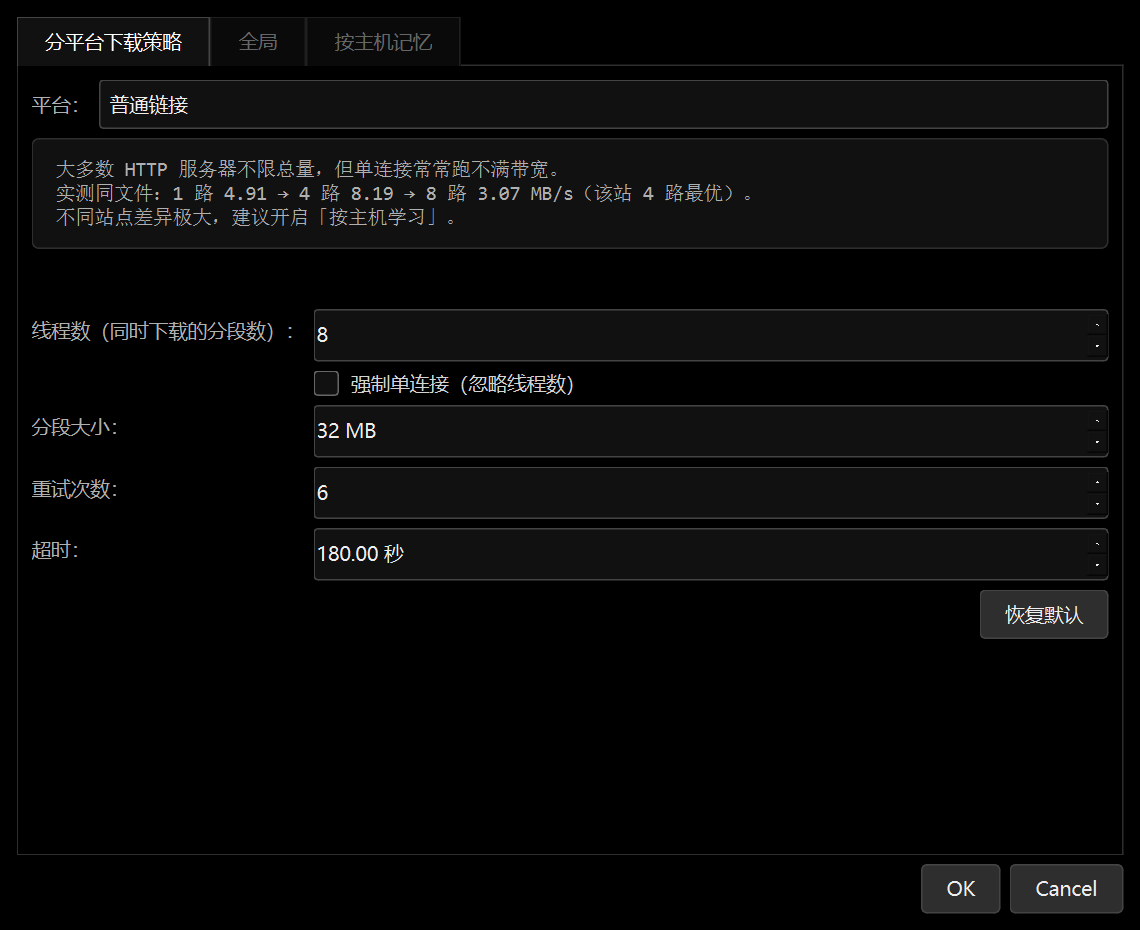 分平台下载策略 全局 按主机记忆
平台： 普通链接
大多数 HTTP 服务器不限总量，但单连接常常跑不满带宽。
实测同文件：1 路 4.91 → 4 路 8.19 → 8 路 3.07 MB/s（该站 4 路最优）。
不同站点差异极大，建议开启「按主机学习」。
线程数（同时下载的分段数）： 8
强制单连接（忽略线程数）
分段大小： 32 MB
重试次数： 6
超时： 180.00 秒
恢复默认
OK Cancel